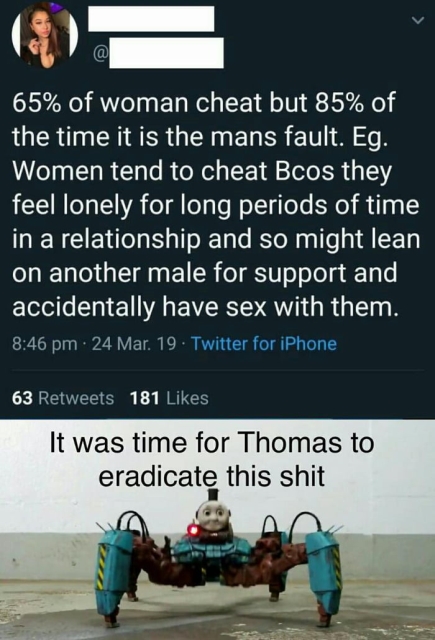 @
65% of woman cheat but 85% of
the time it is the mans fault. Eg.
Women tend to cheat Bcos they
feel lonely for long periods of time
in a relationship and so might lean
on another male for support and
accidentally have sex with them.
8:46 pm · 24 Mar. 19 · Twitter for iPhone
63 Retweets 181 Likes
It was time for Thomas to
eradicate this shit